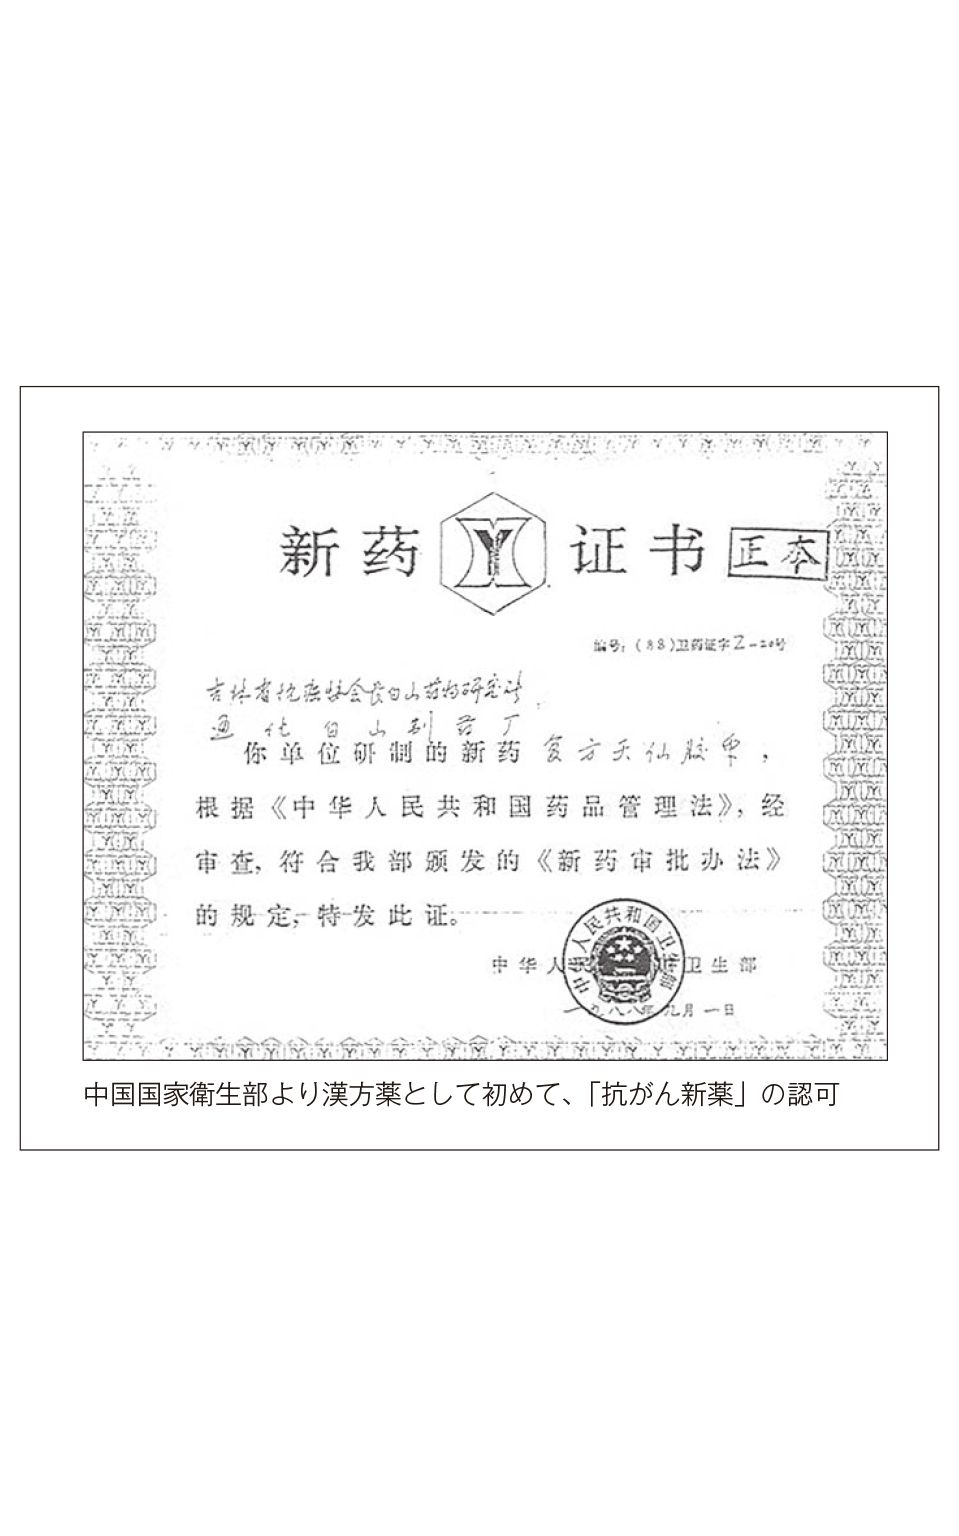 新药 证书 正本
编号：（88）卫药证字Z-20号
吉林省抗癌协会长白山药物研究所
通化白山制药厂
你单位研制的新药 复方天仙胶囊，
根据《中华人民共和国药品管理法》，经
审查，符合我部颁发的《新药审批办法》
的规定，特发此证。
中华人民共和国卫生部
中华人民共和国卫生部
一九八八年九月一日
中国国家衛生部より漢方薬として初めて、「抗がん新薬」の認可